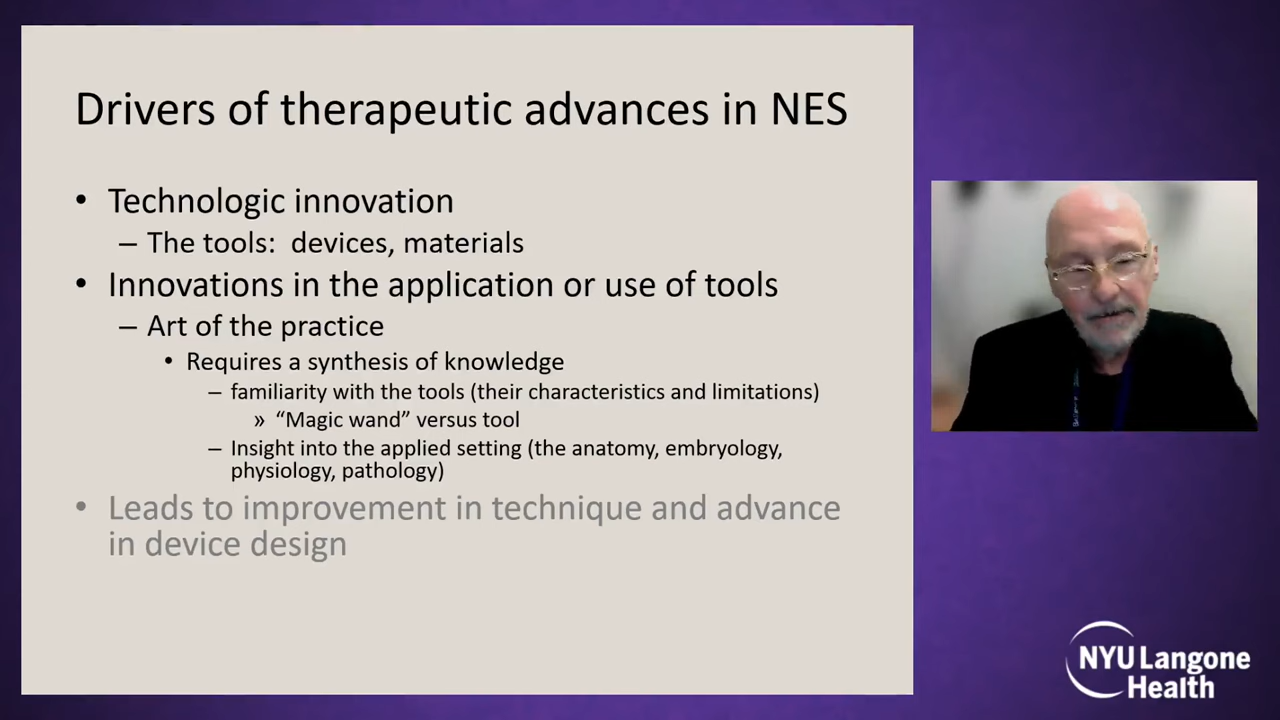 Drivers of therapeutic advances in NES
• Technologic innovation
– The tools: devices, materials
• Innovations in the application or use of tools
– Art of the practice
• Requires a synthesis of knowledge
– familiarity with the tools (their characteristics and limitations)
» “Magic wand” versus tool
– Insight into the applied setting (the anatomy, embryology,
physiology, pathology)
• Leads to improvement in technique and advance
in device design
NYU Langone
Health